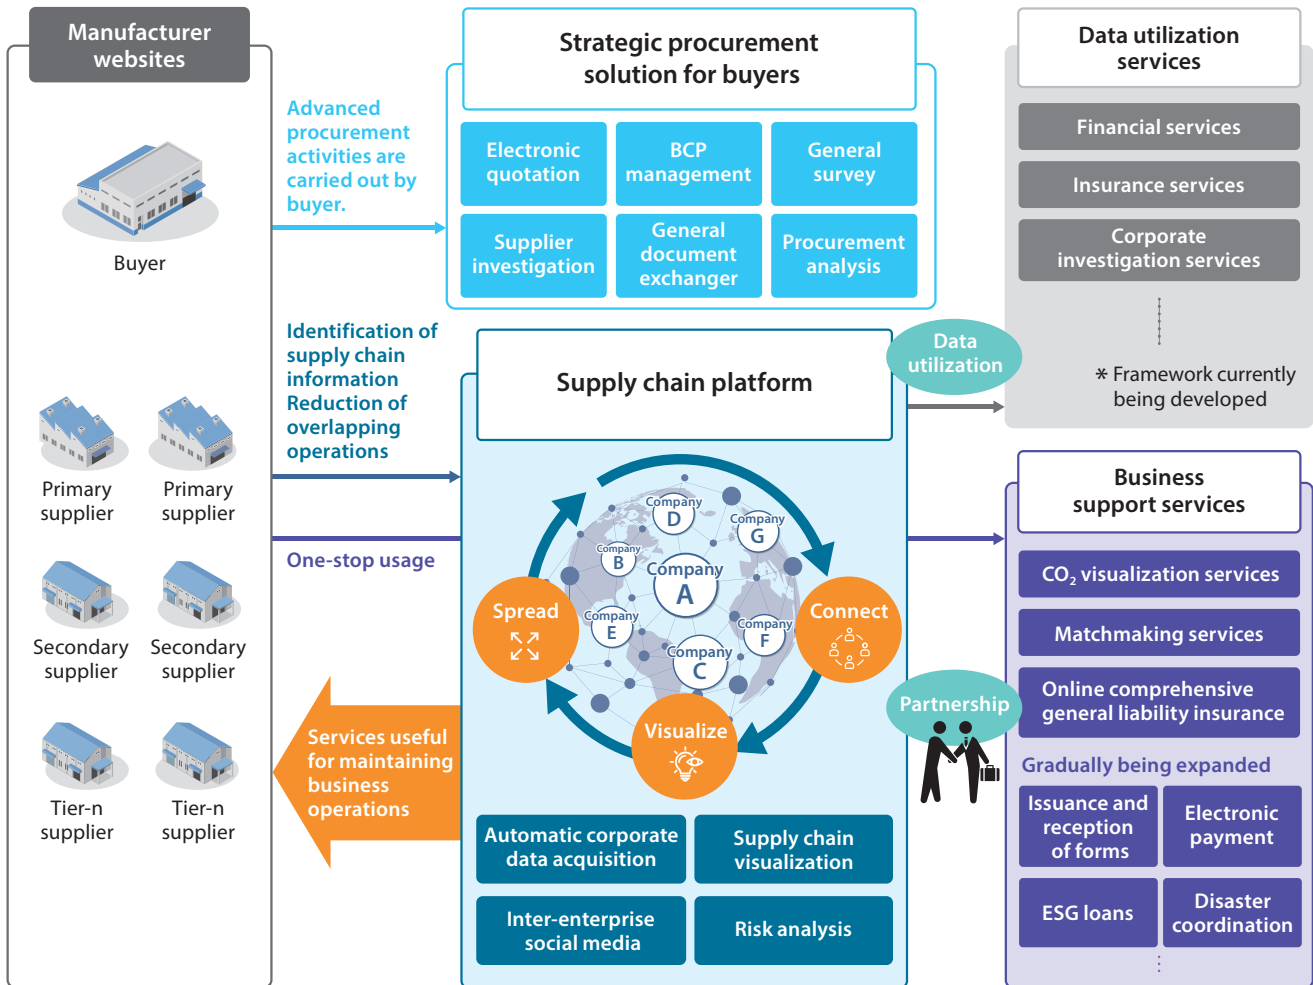 Manufacturer
websites
Buyer
Primary
supplier
Primary
supplier
Secondary
supplier
Secondary
supplier
Tier-n
supplier
Tier-n
supplier
Advanced
procurement
activities are
carried out by
buyer.
Identification of
supply chain
information
Reduction of
overlapping
operations
One-stop usage
Services useful
for maintaining
business
operations
Strategic procurement
solution for buyers
Electronic
quotation
BCP
management
General
survey
Supplier
investigation
General
document
exchanger
Procurement
analysis
Supply chain platform
Company
D
Company
G
Company
B
Company
A
Company
E
Company
F
Company
C
Spread
Connect
Visualize
Automatic corporate
data acquisition
Supply chain
visualization
Inter-enterprise
social media
Risk analysis
Data
utilization
Partnership
Data utilization
services
Financial services
Insurance services
Corporate
investigation services
* Framework currently
being developed
Business
support services
CO₂ visualization services
Matchmaking services
Online comprehensive
general liability insurance
Gradually being expanded
Issuance and
reception
of forms
Electronic
payment
ESG loans
Disaster
coordination